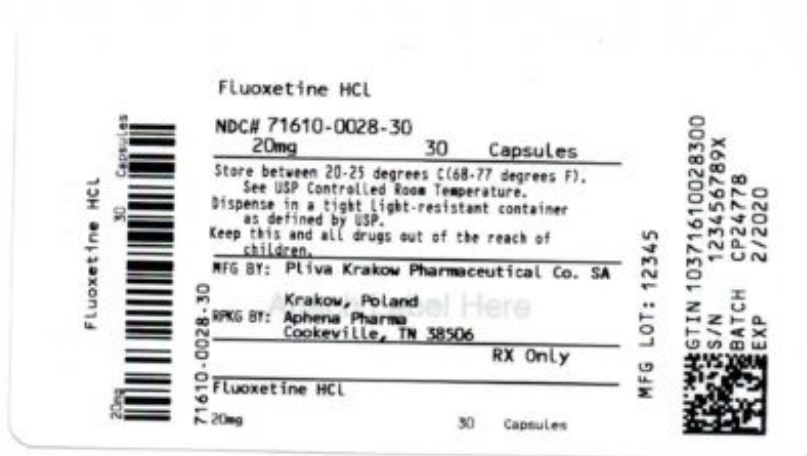 Fluoxetine HCl
NDC# 71610-0028-30
20mg 30 Capsules
Store between 20-25 degrees C(68-77 degrees F).
See USP Controlled Room Temperature.
Dispense in a tight light-resistant container
as defined by USP.
Keep this and all drugs out of the reach of
children.
MFG BY: Pliva Krakow Pharmaceutical Co. SA
Krakow, Poland
RPKG BY: Aphena Pharma
Cookeville, TN 38506
RX Only
Fluoxetine HCl
20mg 30 Capsules
Fluoxetine HCl
20mg 30 Capsules
71610-0028-30
MFG LOT: 12345
GTIN 10371610028300
S/N 123456789X
BATCH CP24778
EXP 2/2020
Label Here